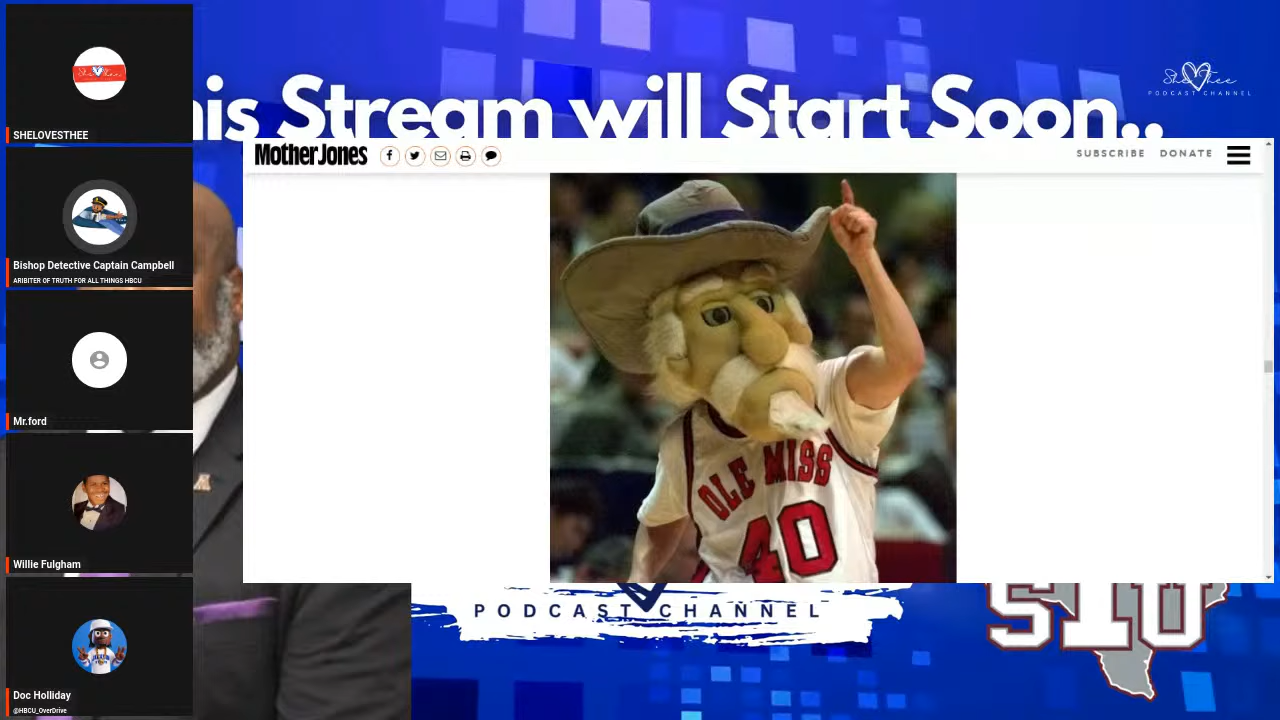 SHELOVESTHEE
Bishop Detective Captain Campbell
ARIBITER OF TRUTH FOR ALL THINGS HBCU
Mr.ford
Willie Fulgham
Doc Holliday
@HBCU_OverDrive
his Stream will Start Soon..
PODCAST CHANNEL
Mother Jones
SUBSCRIBE DONATE
OLE MISS
40
PODCAST CHANNEL